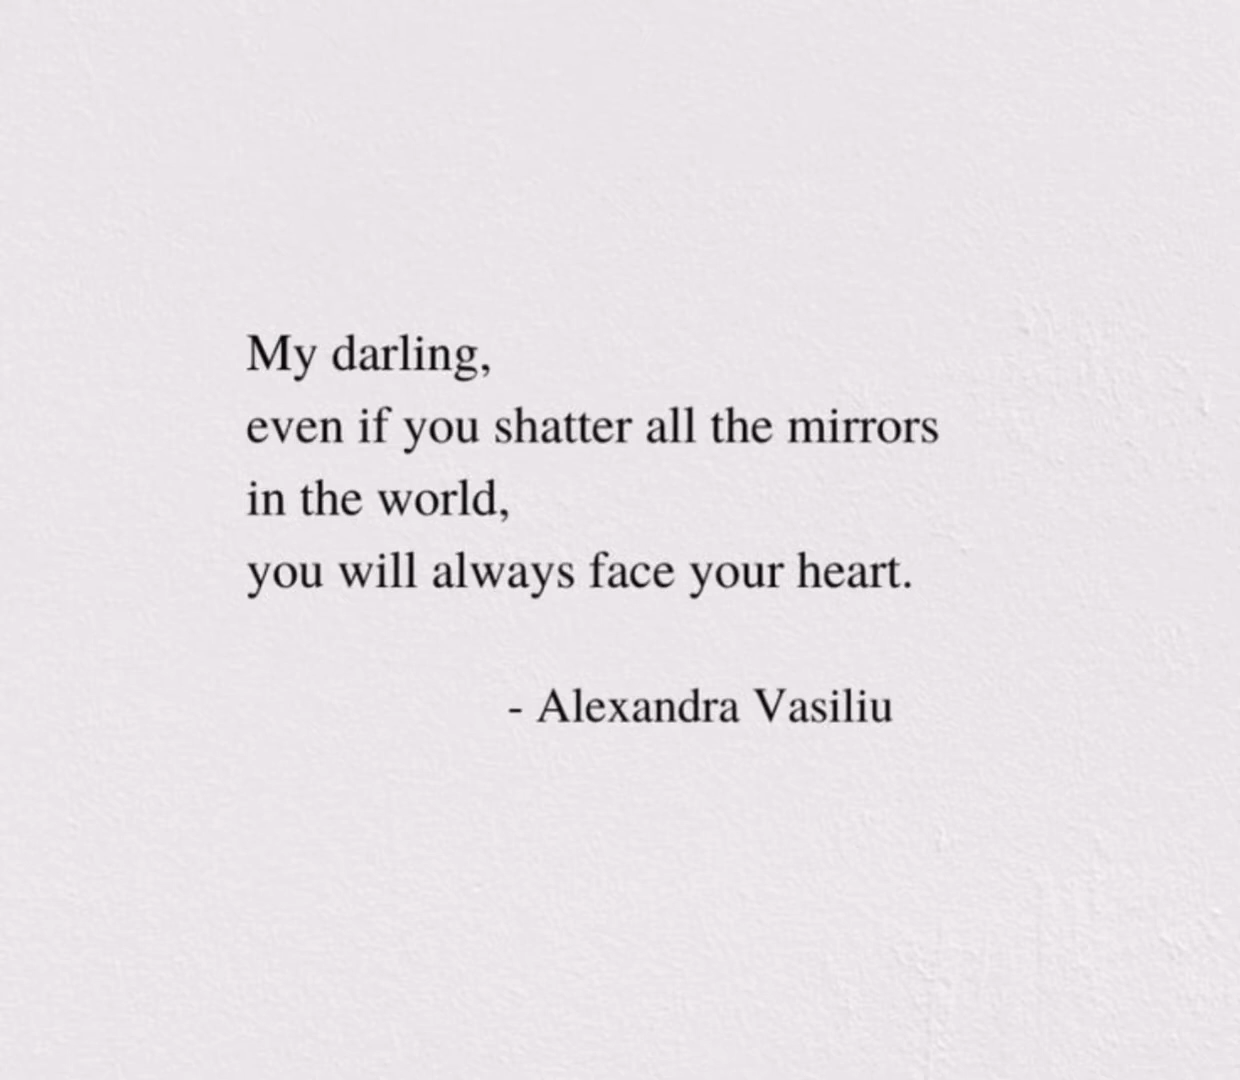 My darling,
even if you shatter all the mirrors
in the world,
you will always face your heart.
- Alexandra Vasiliu